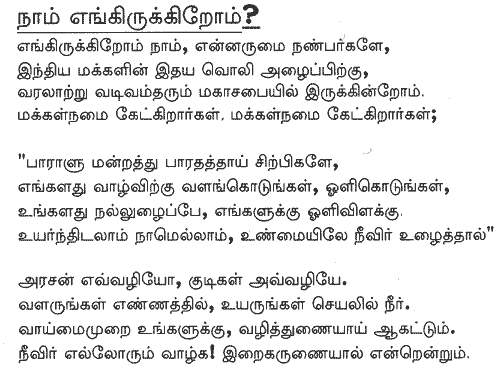 நாம் எங்கிருக்கிறோம்?
எங்கிருக்கிறோம் நாம், என்னருமை நண்பர்களே,
இந்திய மக்களின் இதய வொலி அழைப்பிற்கு,
வரலாற்று வடிவம்தரும் மகாசபையில் இருக்கின்றோம்.
மக்கள்நமை கேட்கிறார்கள். மக்கள்நமை கேட்கிறார்கள்;
"பாராளு மன்றத்து பாரதத்தாய் சிற்பிகளே,
எங்களது வாழ்விற்கு வளங்கொடுங்கள், ஒளிகொடுங்கள்,
உங்களது நல்லுழைப்பே, எங்களுக்கு ஒளிவிளக்கு.
உயர்ந்திடலாம் நாமெல்லாம், உண்மையிலே நீவிர் உழைத்தால்"
அரசன் எவ்வழியோ, குடிகள் அவ்வழியே.
வளருங்கள் எண்ணத்தில், உயருங்கள் செயலில் நீர்.
வாய்மைமுறை உங்களுக்கு, வழித்துணையாய் ஆகட்டும்.
நீவிர் எல்லோரும் வாழ்க! இறைகருணையால் என்றென்றும்.